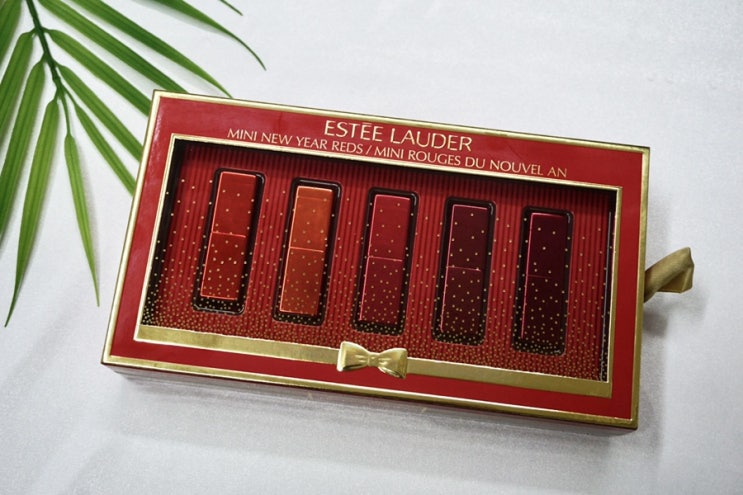 ESTĒE LAUDER
MINI NEW YEAR REDS / MINI ROUGES DU NOUVEL AN